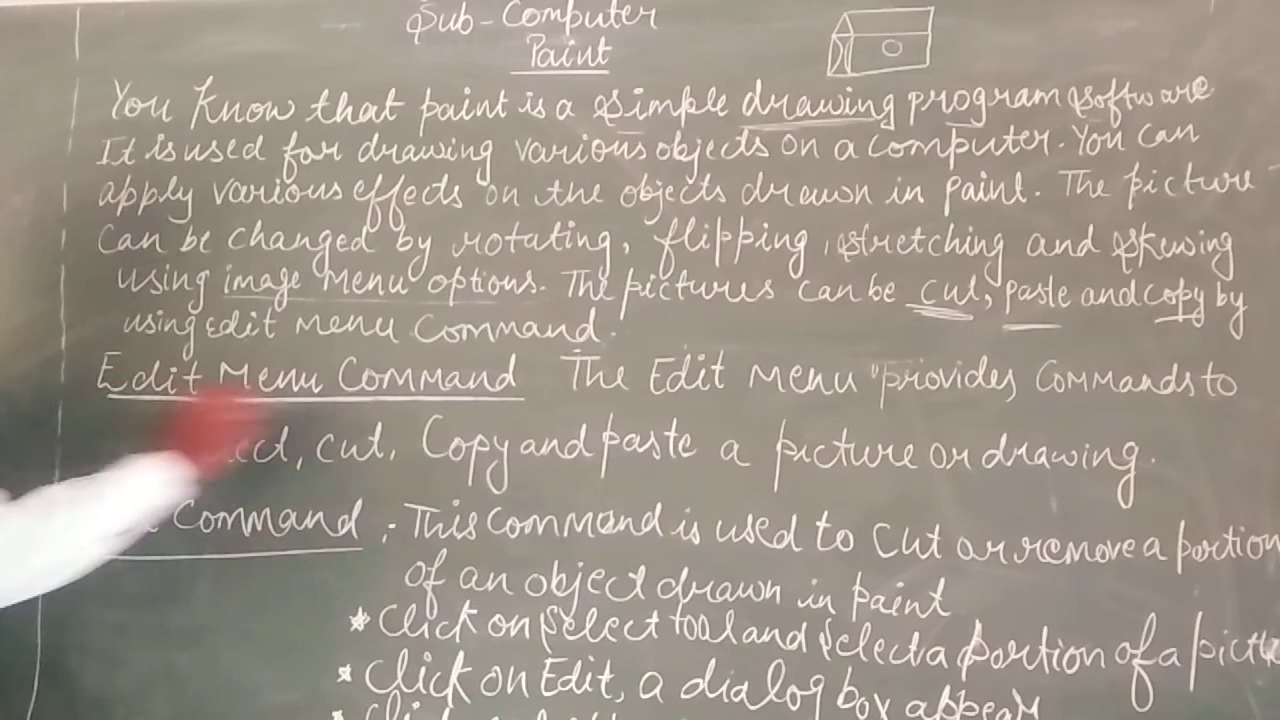 Sub-Computer
Paint
You Know that paint is a simple drawing program software
It is used for drawing various objects on a computer. You can
apply various effects on the objects drawn in paint. The picture
Can be changed by rotating, flipping, stretching and skewing
using image menu options. The pictures can be cut, paste and copy by
using edit menu Command.
Edit Menu Command The Edit menu provides Commands to
cut, Copy and paste a picture or drawing.
Command : This command is used to Cut or remove a portion
of an object drawn in paint
* Click on select tool and select a portion of a
* Click on Edit, a dialog box appears